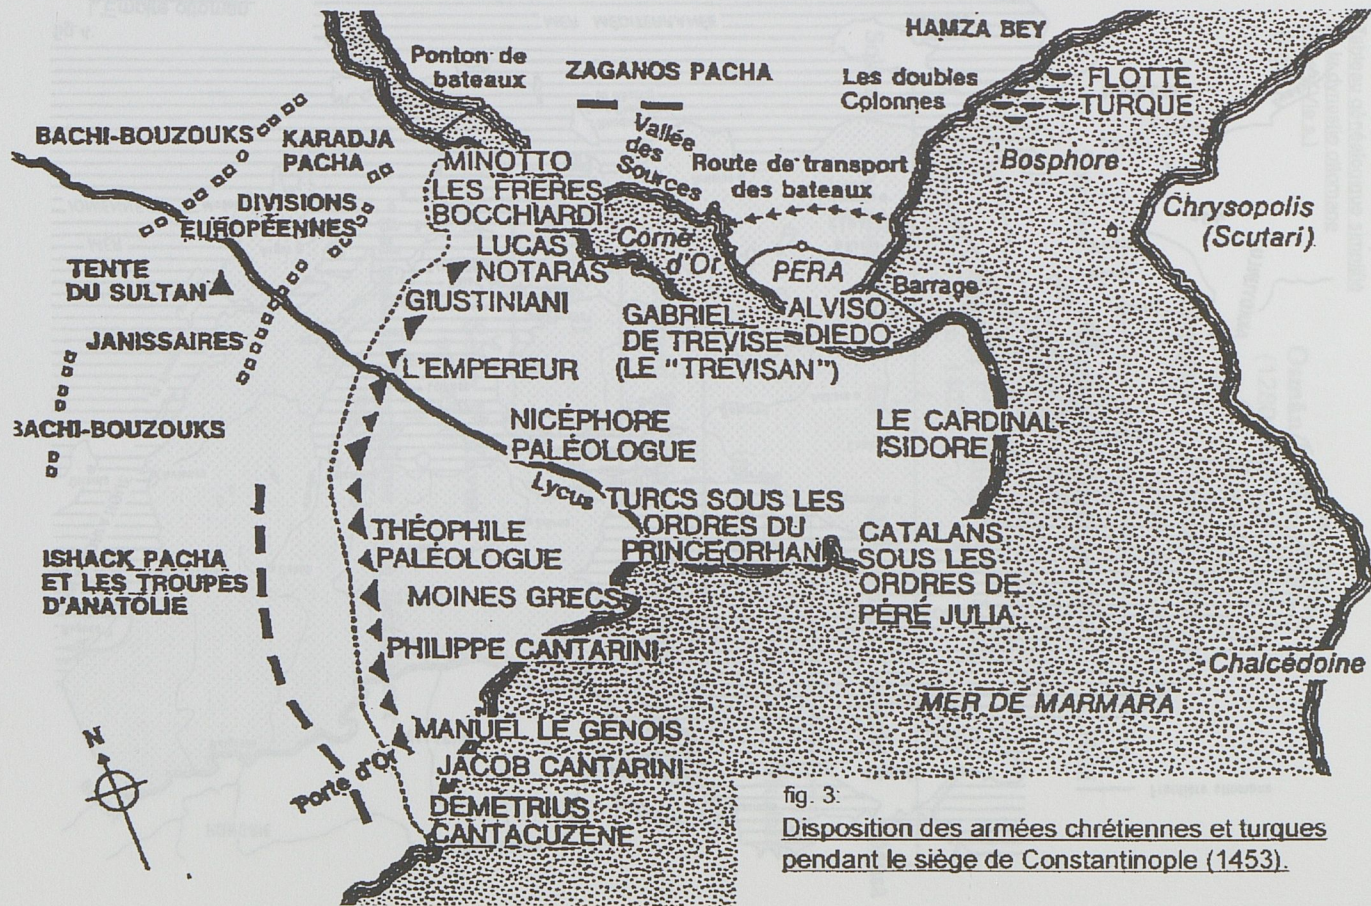 HAMZA BEY
Ponton de
bateaux
ZAGANOS PACHA
Les doubles
Colonnes
FLOTTE
TURQUE
BACHI-BOUZOUKS
KARADJA
PACHA
Vallée
des
Sources
Route de transport
des bateaux
Bosphore
MINOTTO
LES FRÈRES
BOCCHIARDI
DIVISIONS
EUROPÉENNES
Chrysopolis
(Scutari)
LUCAS
NOTARAS
Corne
d'Or
PERA
Barrage
TENTE
DU SULTAN
GIUSTINIANI
GABRIEL
DE TRÉVISE
(LE "TRÉVISAN")
ALVISO
DIEDO
JANISSAIRES
L'EMPEREUR
BACHI-BOUZOUKS
NICÉPHORE
PALÉOLOGUE
LE CARDINAL
ISIDORE
Lycus
TURCS SOUS LES
ORDRES DU
PRINCE ORHAN
CATALANS
SOUS LES
ORDRES DE
PÉRÉ JULIA
THÉOPHILE
PALÉOLOGUE
ISHACK PACHA
ET LES TROUPES
D'ANATOLIE
MOINES GRECS
PHILIPPE CANTARINI
Chalcédoine
MER DE MARMARA
MANUEL LE GENOIS
N
Porte d'Or
JACOB CANTARINI
DEMETRIUS
CANTACUZÈNE
fig. 3:
Disposition des armées chrétiennes et turques
pendant le siège de Constantinople (1453).